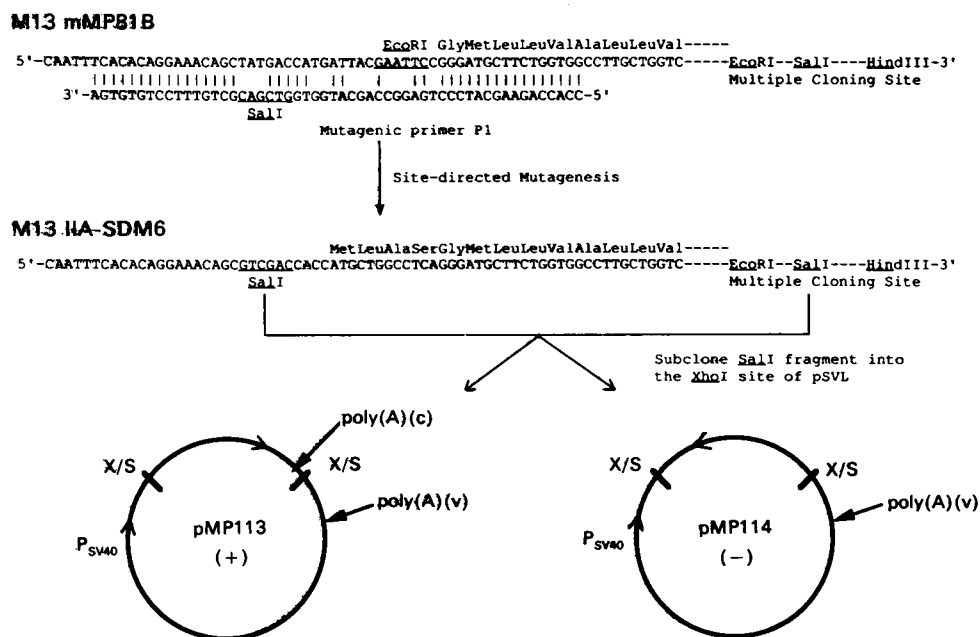 M13 mMP81B
EcoRI GlyMetLeuLeuValAlaLeuLeuVal-----
5'-CAATTTCACACAGGAAACAGCTATGACCATGATTACGAATTCCGGGATGCTTCTGGTGGCCTTGCTGGTC -----EcoRI--SalI----HindIII-3'
Multiple Cloning Site
3'-AGTGTGTCCTTTGTCGCAGCTGGTGGTACGACCGGAGTCCCTACGAAGACCACC-5'
SalI
Mutagenic primer P1
Site-directed Mutagenesis
M13 IIA-SDM6
MetLeuAlaSerGlyMetLeuLeuValAlaLeuLeuVal-----
5'-CAATTTCACACAGGAAACAGCGTCGACCACCATGCTGGCCTCAGGGATGCTTCTGGTGGCCTTGCTGGTC -----EcoRI--SalI----HindIII-3'
SalI
Multiple Cloning Site
Subclone SalI fragment into
the XhoI site of pSVL
poly(A)(c)
X/S
X/S
poly(A)(v)
pMP113
(+)
PSV40
X/S
X/S
poly(A)(v)
pMP114
(−)
PSV40